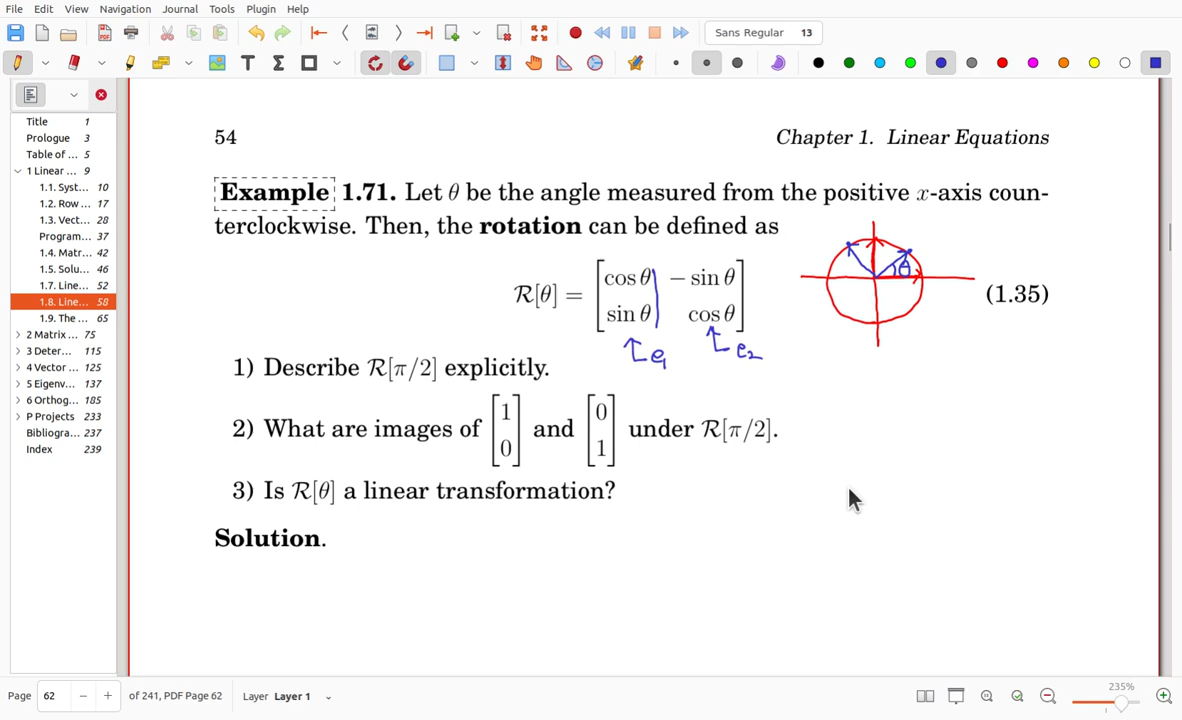 File Edit View Navigation Journal Tools Plugin Help
Sans Regular 13
Title 1
Prologue 3
Table of ... 5
1 Linear ... 9
1.1. Syst... 10
1.2. Row ... 17
1.3. Vect... 28
Program... 37
1.4. Matr... 42
1.5. Solu... 46
1.7. Line... 52
1.8. Line... 58
1.9. The ... 65
2 Matrix ... 75
3 Deter... 115
4 Vector ... 125
5 Eigenv... 137
6 Orthog... 185
P Projects 233
Bibliogra... 237
Index 239
54 Chapter 1. Linear Equations
Example 1.71. Let θ be the angle measured from the positive x-axis coun-
terclockwise. Then, the rotation can be defined as
R[θ] = [cos θ − sin θ
sin θ cos θ] (1.35)
θ
e1 e2
1) Describe R[π/2] explicitly.
2) What are images of [1 0] and [0 1] under R[π/2].
3) Is R[θ] a linear transformation?
Solution.
Page 62 − + of 241, PDF Page 62 Layer Layer 1 235%